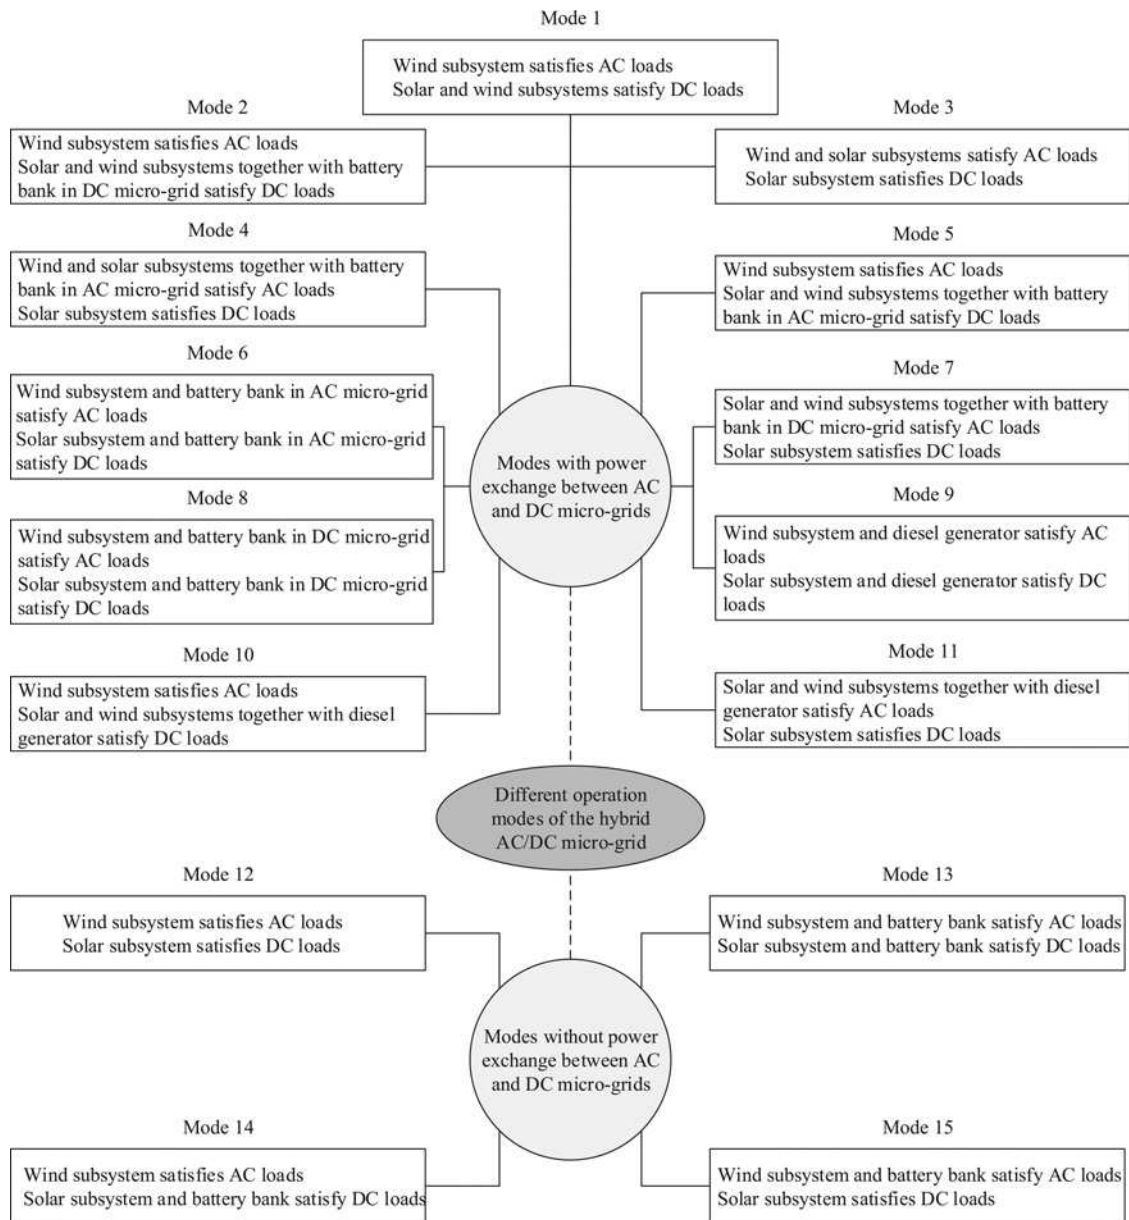 Mode 1
Wind subsystem satisfies AC loads
Solar and wind subsystems satisfy DC loads
Mode 2
Wind subsystem satisfies AC loads
Solar and wind subsystems together with battery
bank in DC micro-grid satisfy DC loads
Mode 3
Wind and solar subsystems satisfy AC loads
Solar subsystem satisfies DC loads
Mode 4
Wind and solar subsystems together with battery
bank in AC micro-grid satisfy AC loads
Solar subsystem satisfies DC loads
Mode 5
Wind subsystem satisfies AC loads
Solar and wind subsystems together with battery
bank in AC micro-grid satisfy DC loads
Mode 6
Wind subsystem and battery bank in AC micro-grid
satisfy AC loads
Solar subsystem and battery bank in AC micro-grid
satisfy DC loads
Mode 7
Solar and wind subsystems together with battery
bank in DC micro-grid satisfy AC loads
Solar subsystem satisfies DC loads
Modes with power
exchange between AC
and DC micro-grids
Mode 8
Wind subsystem and battery bank in DC micro-grid
satisfy AC loads
Solar subsystem and battery bank in DC micro-grid
satisfy DC loads
Mode 9
Wind subsystem and diesel generator satisfy AC
loads
Solar subsystem and diesel generator satisfy DC
loads
Mode 10
Wind subsystem satisfies AC loads
Solar and wind subsystems together with diesel
generator satisfy DC loads
Mode 11
Solar and wind subsystems together with diesel
generator satisfy AC loads
Solar subsystem satisfies DC loads
Different operation
modes of the hybrid
AC/DC micro-grid
Mode 12
Wind subsystem satisfies AC loads
Solar subsystem satisfies DC loads
Mode 13
Wind subsystem and battery bank satisfy AC loads
Solar subsystem and battery bank satisfy DC loads
Modes without power
exchange between AC
and DC micro-grids
Mode 14
Wind subsystem satisfies AC loads
Solar subsystem and battery bank satisfy DC loads
Mode 15
Wind subsystem and battery bank satisfy AC loads
Solar subsystem satisfies DC loads